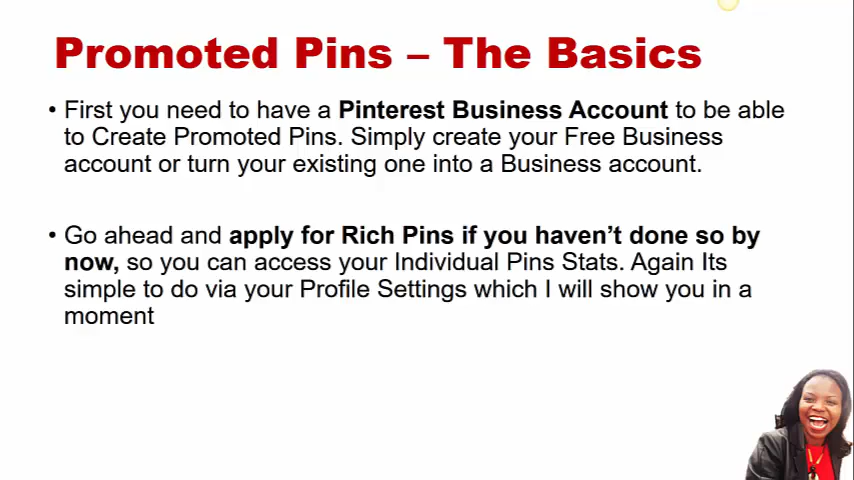 Promoted Pins – The Basics
• First you need to have a Pinterest Business Account to be able
to Create Promoted Pins. Simply create your Free Business
account or turn your existing one into a Business account.
• Go ahead and apply for Rich Pins if you haven’t done so by
now, so you can access your Individual Pins Stats. Again Its
simple to do via your Profile Settings which I will show you in a
moment